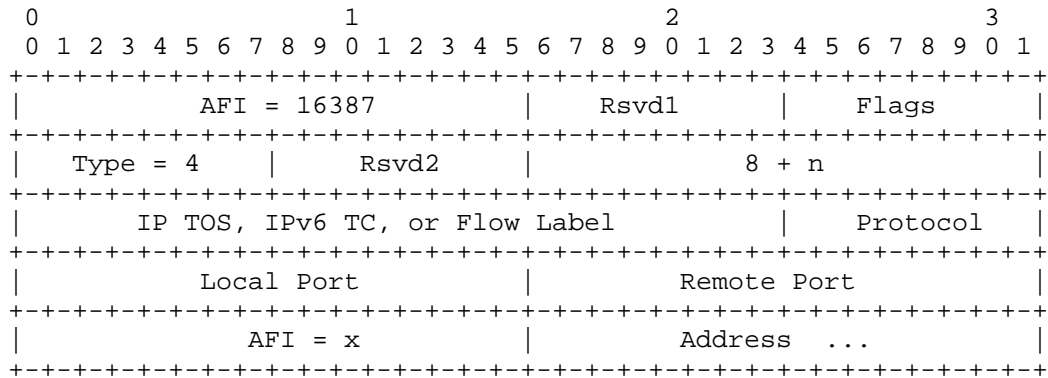 0                   1                   2                   3
 0 1 2 3 4 5 6 7 8 9 0 1 2 3 4 5 6 7 8 9 0 1 2 3 4 5 6 7 8 9 0 1
+-+-+-+-+-+-+-+-+-+-+-+-+-+-+-+-+-+-+-+-+-+-+-+-+-+-+-+-+-+-+-+-+
|           AFI = 16387         |    Rsvd1      |    Flags      |
+-+-+-+-+-+-+-+-+-+-+-+-+-+-+-+-+-+-+-+-+-+-+-+-+-+-+-+-+-+-+-+-+
|   Type = 4    |     Rsvd2     |             8 + n             |
+-+-+-+-+-+-+-+-+-+-+-+-+-+-+-+-+-+-+-+-+-+-+-+-+-+-+-+-+-+-+-+-+
|       IP TOS, IPv6 TC, or Flow Label          |    Protocol   |
+-+-+-+-+-+-+-+-+-+-+-+-+-+-+-+-+-+-+-+-+-+-+-+-+-+-+-+-+-+-+-+-+
|           Local Port          |         Remote Port           |
+-+-+-+-+-+-+-+-+-+-+-+-+-+-+-+-+-+-+-+-+-+-+-+-+-+-+-+-+-+-+-+-+
|              AFI = x          |         Address  ...          |
+-+-+-+-+-+-+-+-+-+-+-+-+-+-+-+-+-+-+-+-+-+-+-+-+-+-+-+-+-+-+-+-+